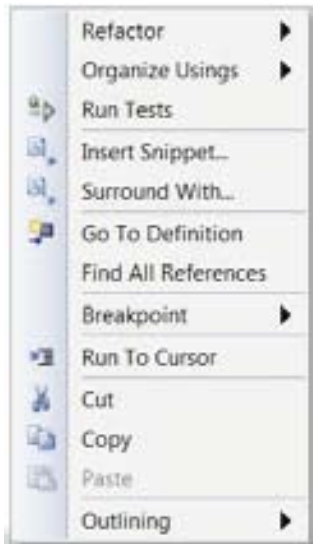 Refactor
Organize Usings
Run Tests
Insert Snippet...
Surround With...
Go To Definition
Find All References
Breakpoint
Run To Cursor
Cut
Copy
Paste
Outlining